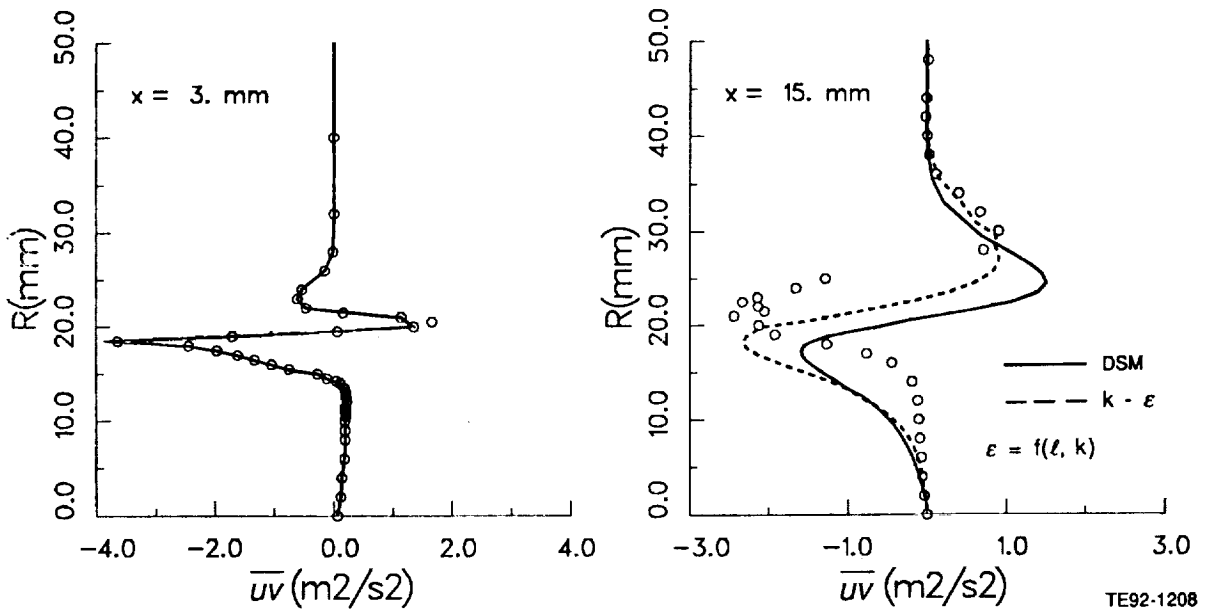 x = 3. mm
R(mm)
50.0
40.0
30.0
20.0
10.0
0.0
-4.0
-2.0
0.0
2.0
4.0
uv (m2/s2)
x = 15. mm
R(mm)
50.0
40.0
30.0
20.0
10.0
0.0
DSM
k - ε
ε = f(ℓ, k)
-3.0
-1.0
1.0
3.0
uv (m2/s2)
TE92-1208